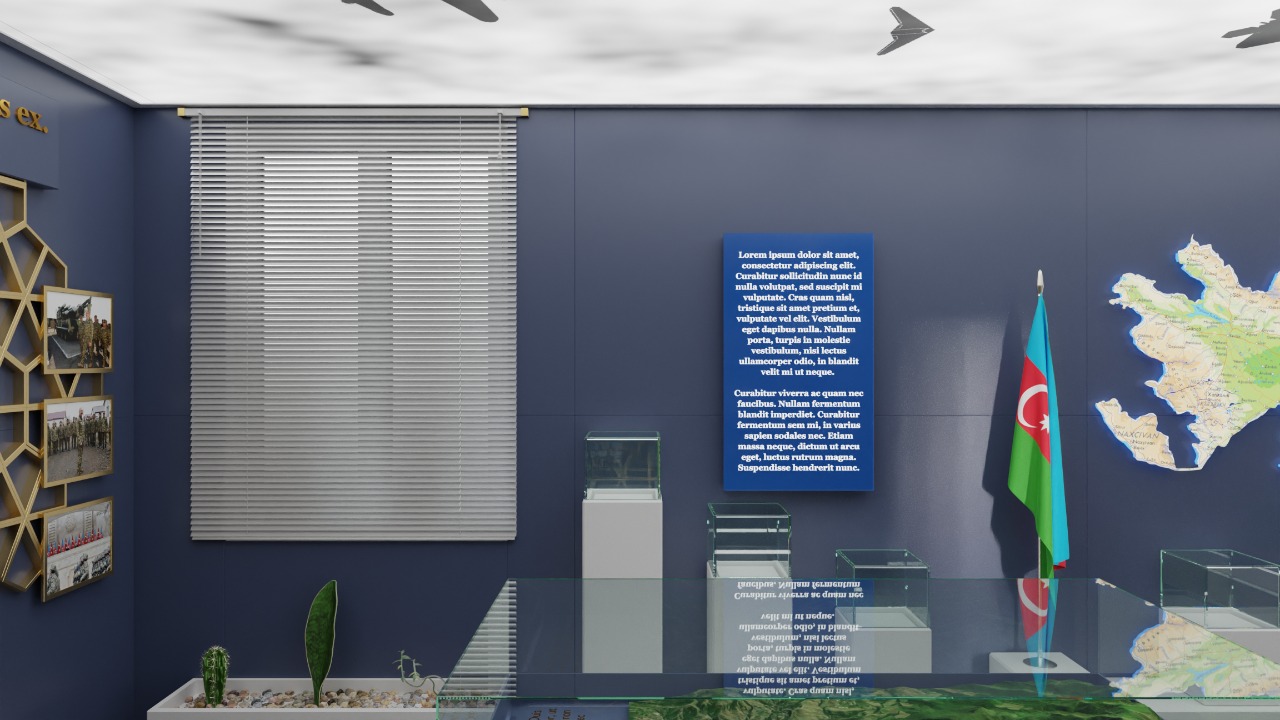 s ex.
Lorem ipsum dolor sit amet,
consectetur adipiscing elit.
Curabitur sollicitudin nunc id
nulla volutpat, sed suscipit mi
vulputate. Cras quam nisl,
tristique sit amet pretium et,
vulputate vel elit. Vestibulum
eget dapibus nulla. Nullam
porta, turpis in molestie
vestibulum, nisl lectus
ullamcorper odio, in blandit
velit mi ut neque.
Curabitur viverra ac quam nec
faucibus. Nullam fermentum
blandit imperdiet. Curabitur
fermentum sem mi, in varius
sapien sodales nec. Etiam
massa neque, dictum ut arcu
eget, luctus rutrum magna.
Suspendisse hendrerit nunc.
NAXÇIVAN